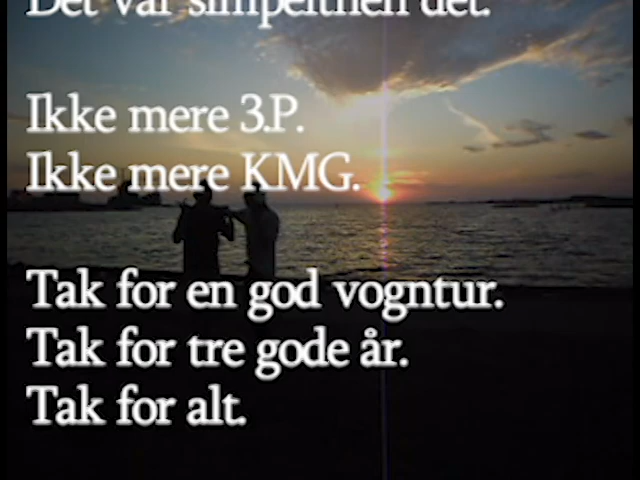 Det var simpelthen det.
Ikke mere 3.P.
Ikke mere KMG.
Tak for en god vogntur.
Tak for tre gode år.
Tak for alt.